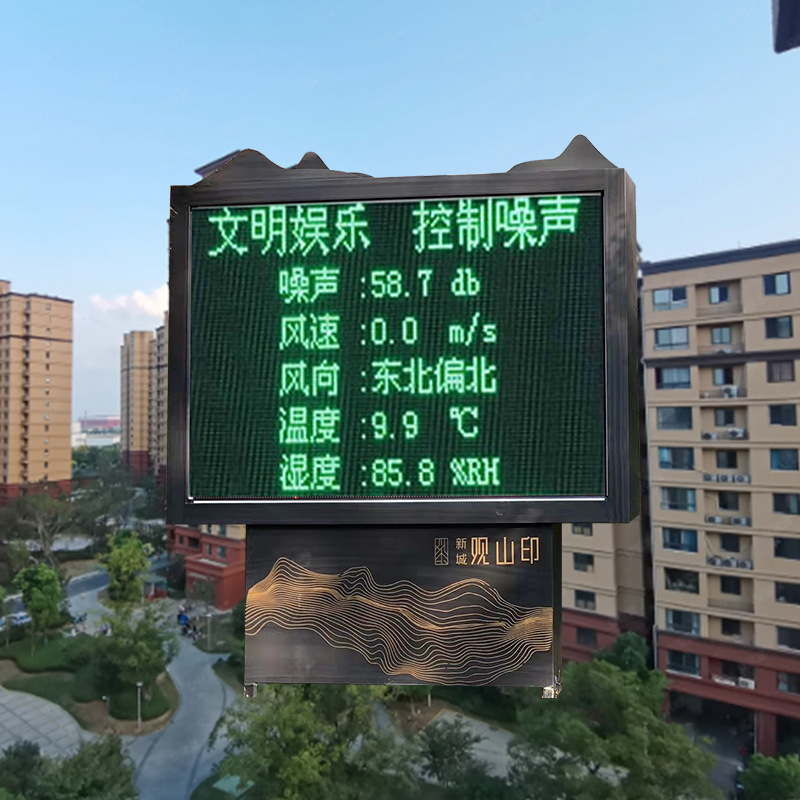 文明娱乐 控制噪声
噪声 :58.7 db
风速 :0.0 m/s
风向 :东北偏北
温度 :9.9 ℃
湿度 :85.8 %RH
新城 观山印